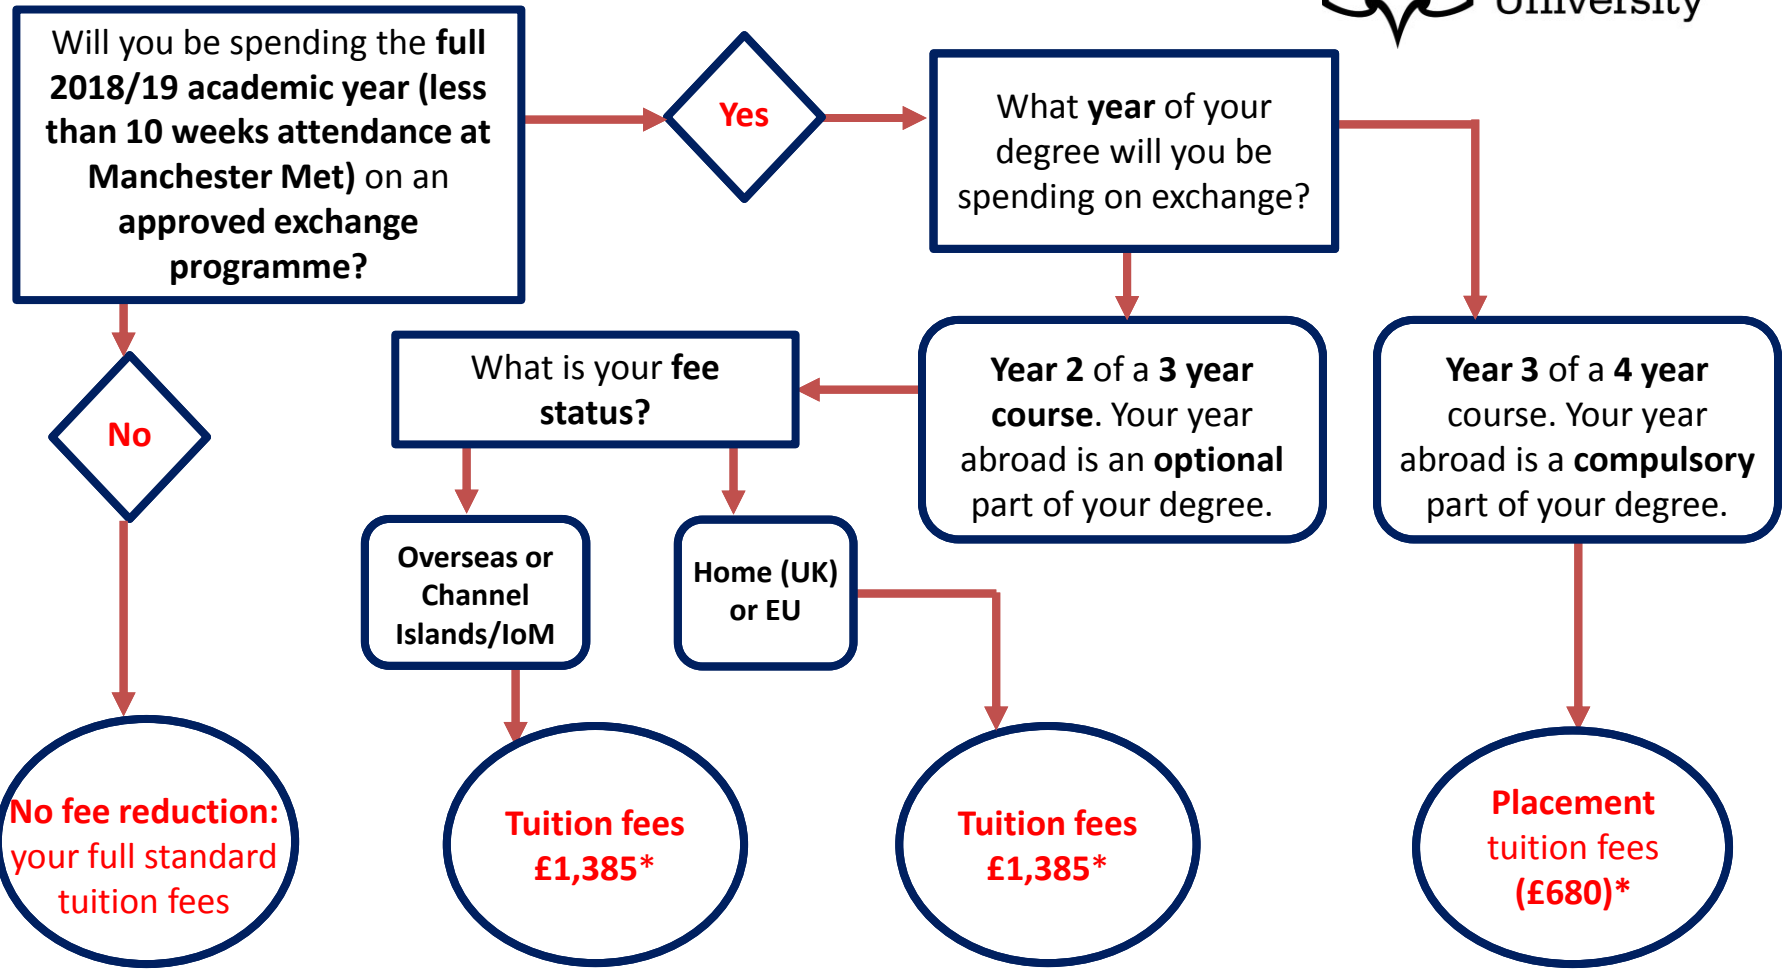 University
Will you be spending the full
2018/19 academic year (less
than 10 weeks attendance at
Manchester Met) on an
approved exchange
programme?
Yes
What year of your
degree will you be
spending on exchange?
No
What is your fee
status?
Year 2 of a 3 year
course. Your year
abroad is an optional
part of your degree.
Year 3 of a 4 year
course. Your year
abroad is a compulsory
part of your degree.
Overseas or
Channel
Islands/IoM
Home (UK)
or EU
No fee reduction:
your full standard
tuition fees
Tuition fees
£1,385*
Tuition fees
£1,385*
Placement
tuition fees
(£680)*